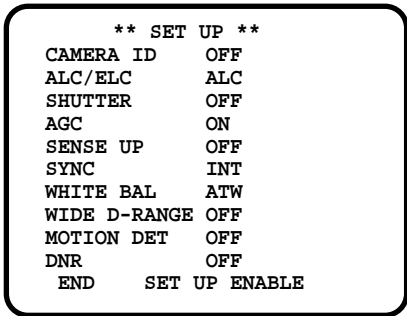 ** SET UP **
CAMERA ID OFF
ALC/ELC ALC
SHUTTER OFF
AGC ON
SENSE UP OFF
SYNC INT
WHITE BAL ATW
WIDE D-RANGE OFF
MOTION DET OFF
DNR OFF
END SET UP ENABLE